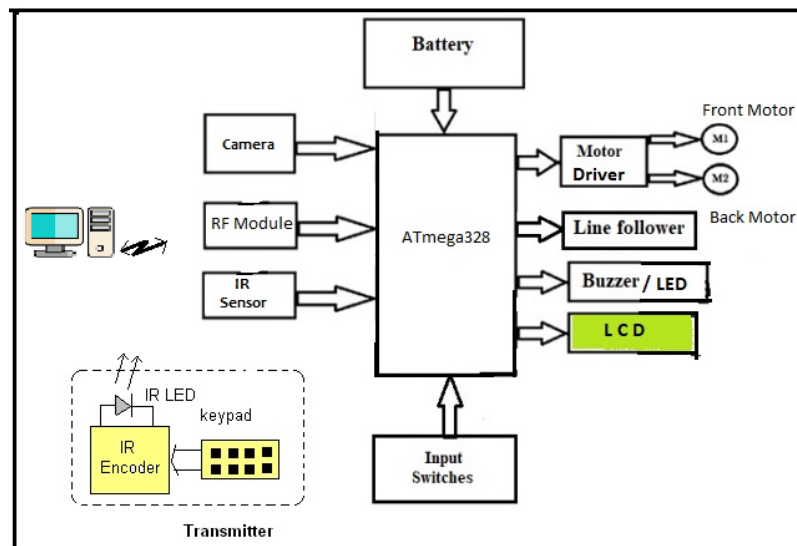 Battery
Front Motor
Camera
M1
Motor
Driver
M2
RF Module
Back Motor
ATmega328
Line follower
IR
Sensor
Buzzer / LED
L C D
IR LED
keypad
IR
Encoder
Input
Switches
Transmitter